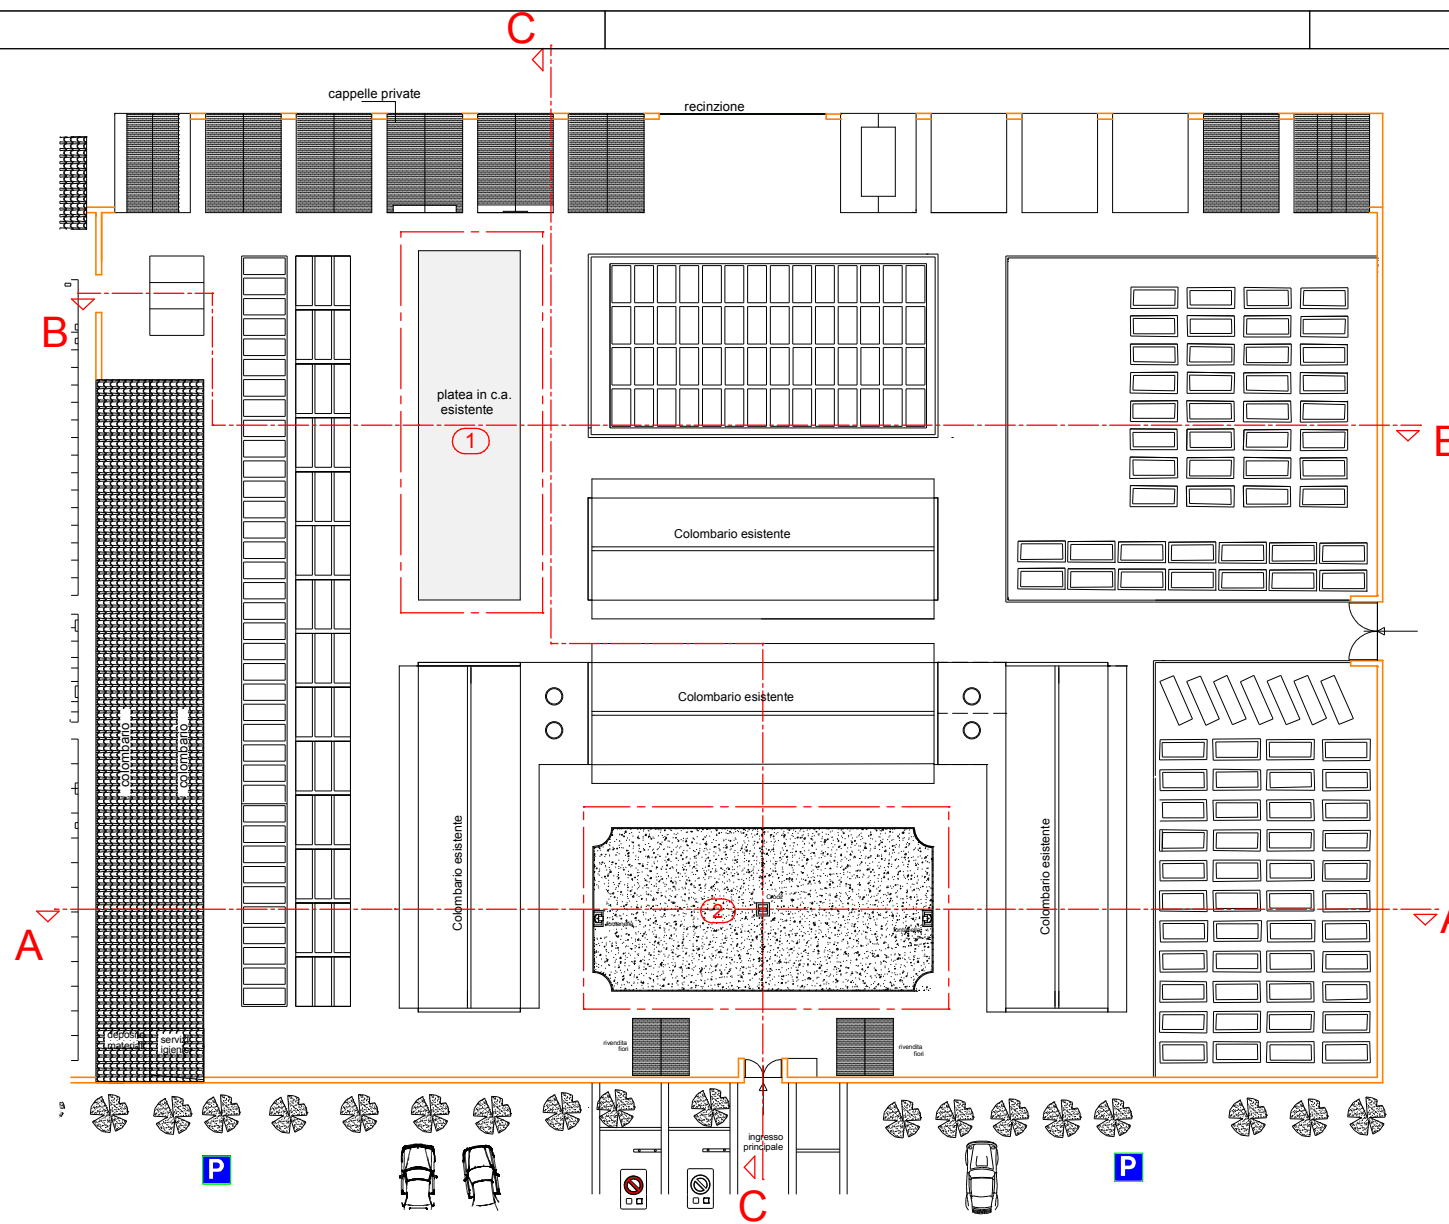 C
cappelle private
recinzione
B
platea in c.a.
esistente
1
B
Colombario esistente
Colombario esistente
colombario
colombario
Colombario esistente
Colombario esistente
2
A
A
deposito
materiali
servizi
igienici
rivendita
fiori
rivendita
fiori
ingresso
principale
P
P
C